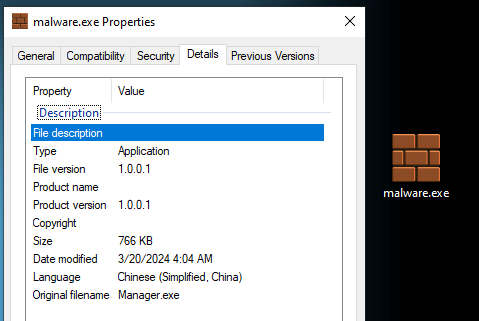 malware.exe Properties
General Compatibility Security Details Previous Versions
Property Value
Description
File description
Type Application
File version 1.0.0.1
Product name
Product version 1.0.0.1
Copyright
Size 766 KB
Date modified 3/20/2024 4:04 AM
Language Chinese (Simplified, China)
Original filename Manager.exe
malware.exe